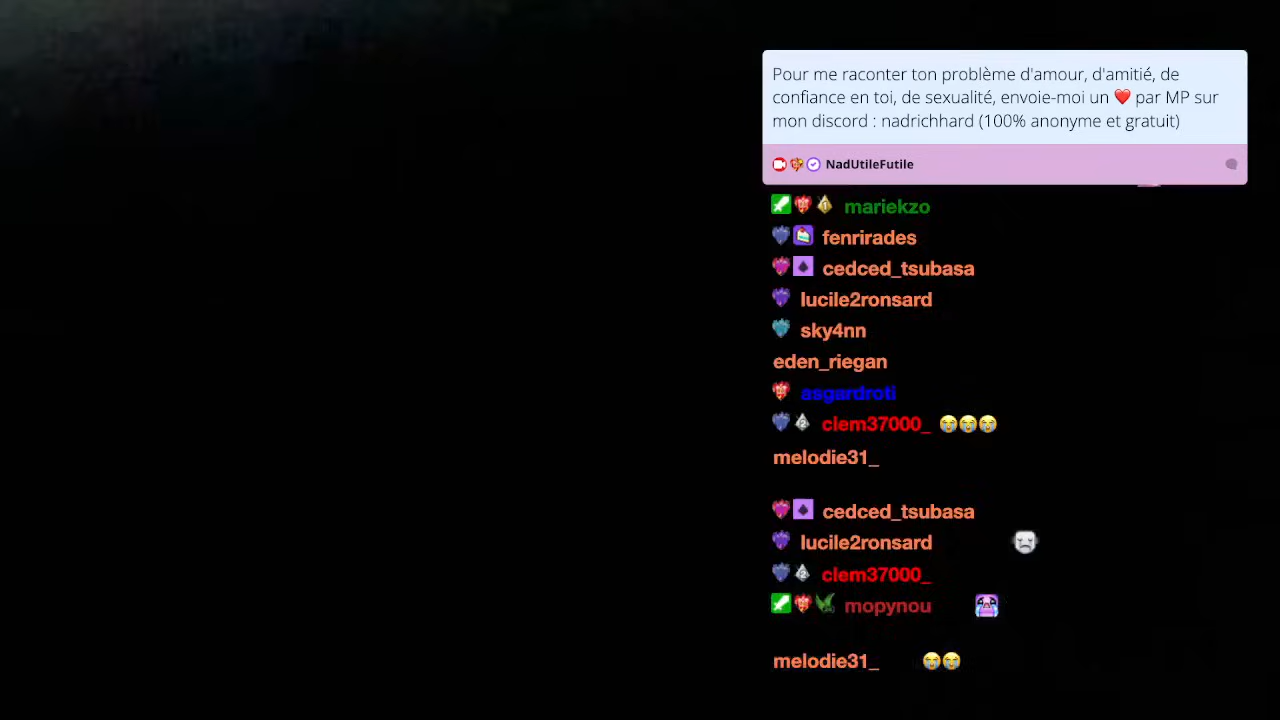 Pour me raconter ton problème d'amour, d'amitié, de
confiance en toi, de sexualité, envoie-moi un ❤️ par MP sur
mon discord : nadrichhard (100% anonyme et gratuit)
NadUtileFutile
mariekzo
fenrirades
cedced_tsubasa
lucile2ronsard
sky4nn
eden_riegan
asgardroti
clem37000_ 😭😭😭
melodie31_
cedced_tsubasa
lucile2ronsard
clem37000_
mopynou
melodie31_ 😭😭